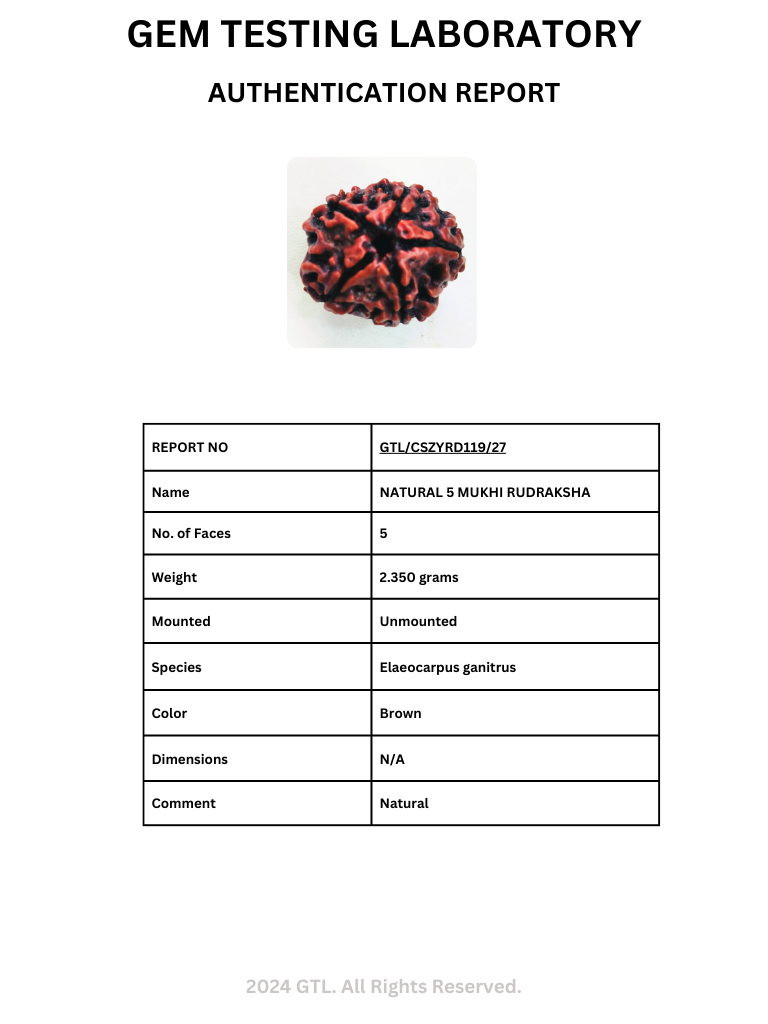 GEM TESTING LABORATORY
AUTHENTICATION REPORT
REPORT NO GTL/CSZYRD119/27
Name NATURAL 5 MUKHI RUDRAKSHA
No. of Faces 5
Weight 2.350 grams
Mounted Unmounted
Species Elaeocarpus ganitrus
Color Brown
Dimensions N/A
Comment Natural
2024 GTL. All Rights Reserved.